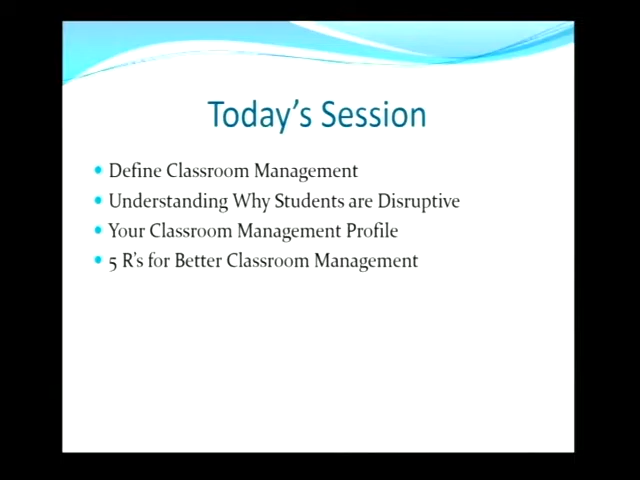 Today's Session
• Define Classroom Management
• Understanding Why Students are Disruptive
• Your Classroom Management Profile
• 5 R's for Better Classroom Management